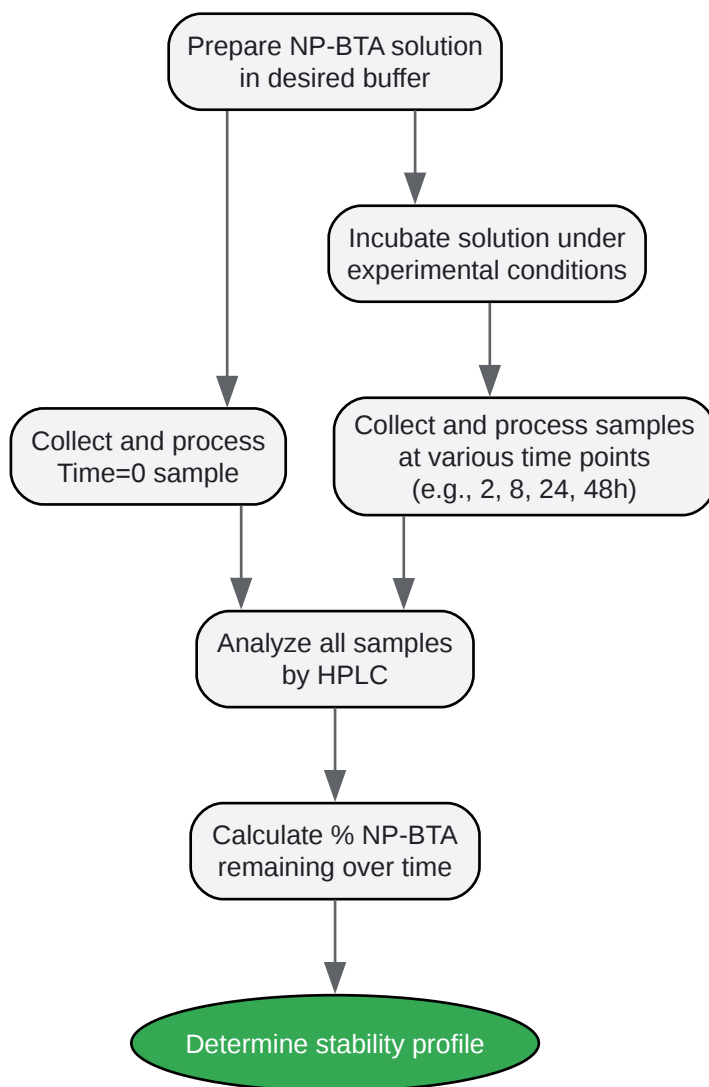 Prepare NP-BTA solution
in desired buffer
Incubate solution under
experimental conditions
Collect and process
Time=0 sample
Collect and process samples
at various time points
(e.g., 2, 8, 24, 48h)
Analyze all samples
by HPLC
Calculate % NP-BTA
remaining over time
Determine stability profile